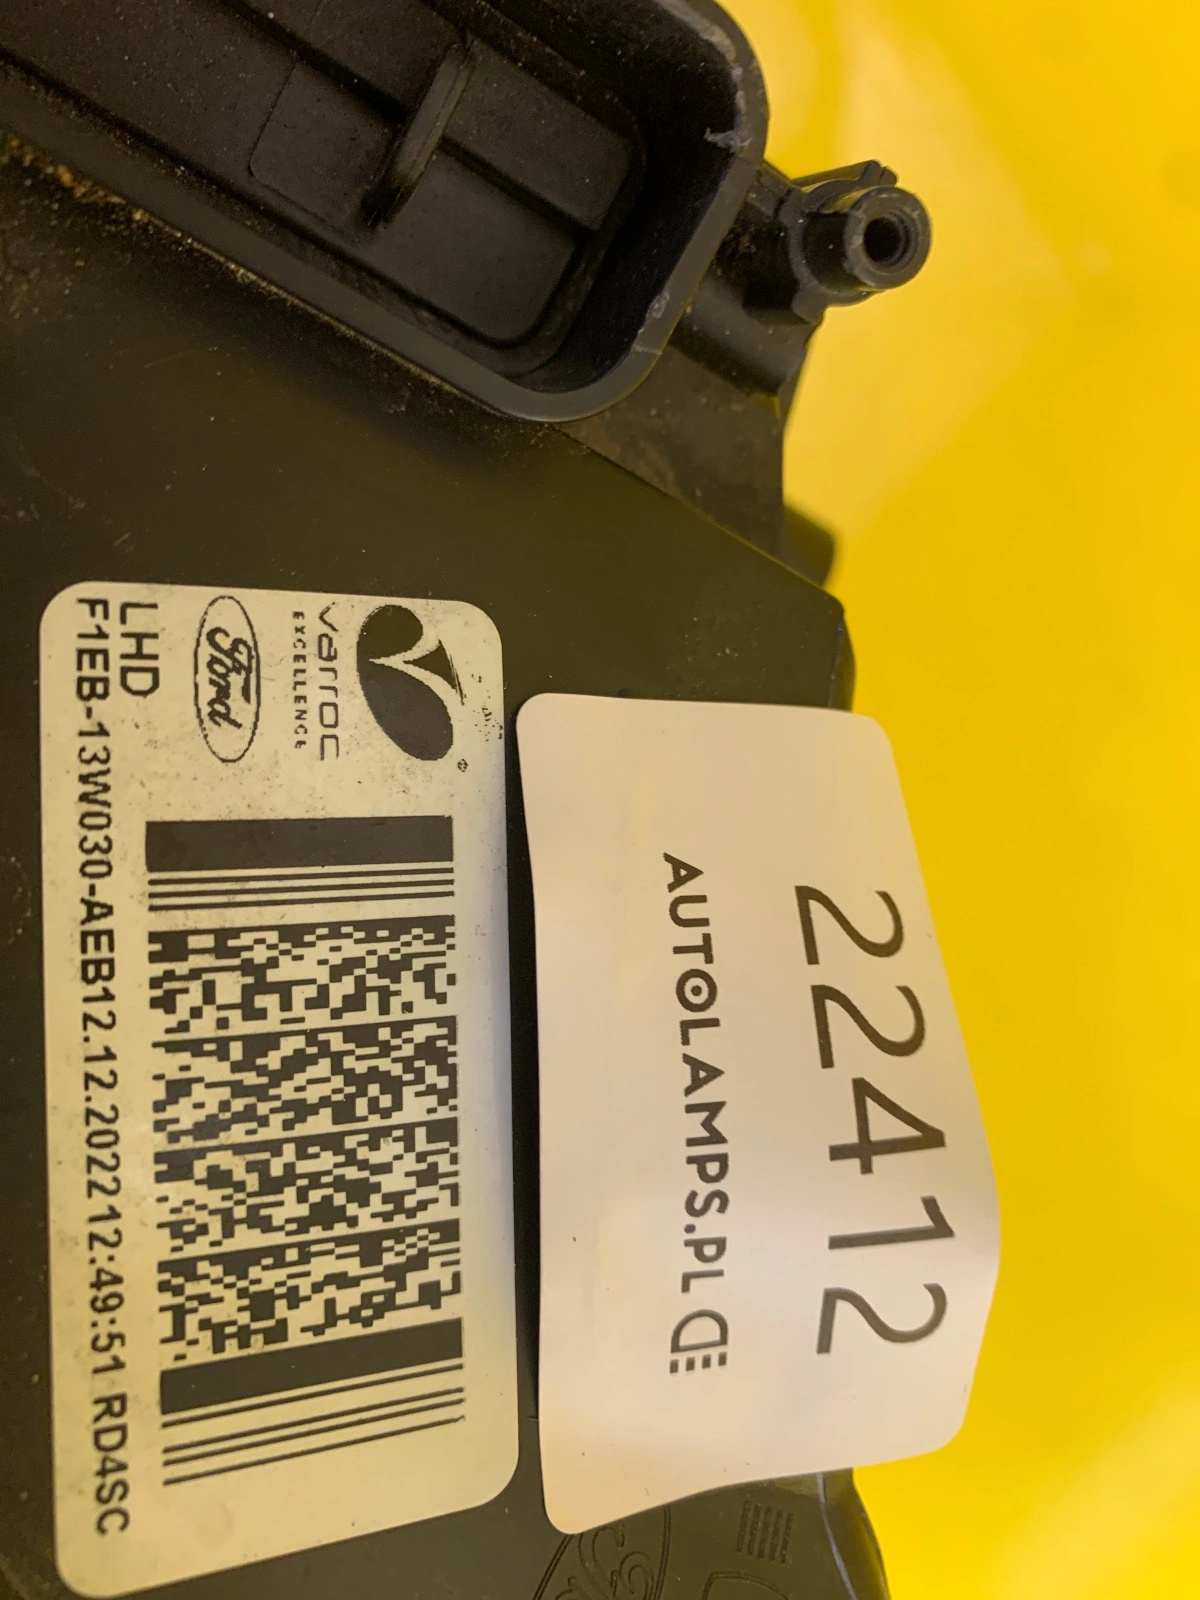 varroc
EXCELLENCE
Ford
LHD
F1EB-13W030-AEB12.12.2022 12:49:51 RD4SC
22412
AUTOLAMPS.PL